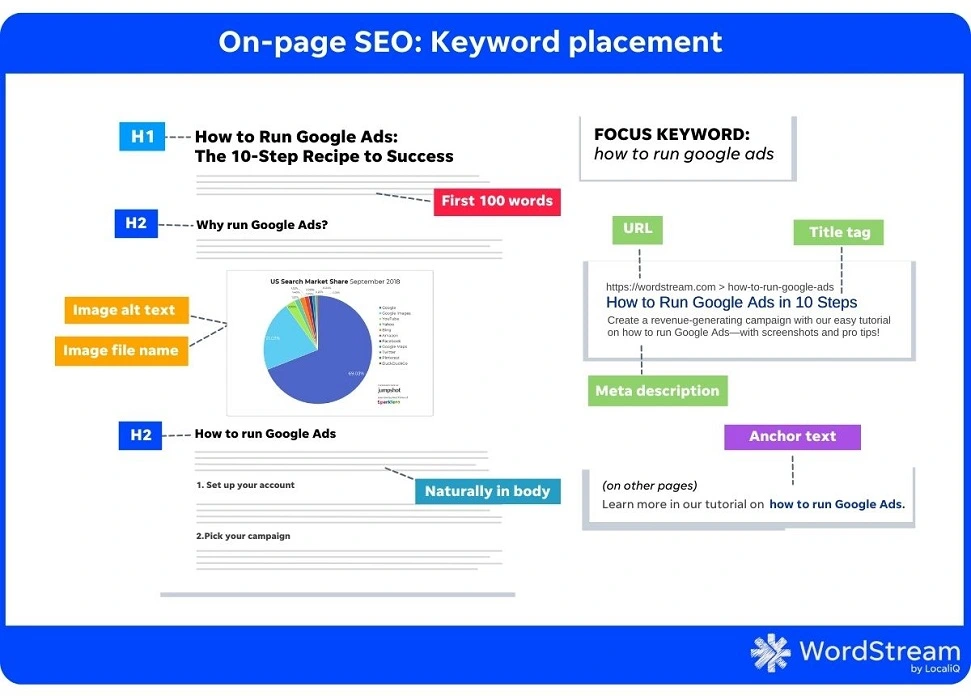 On-page SEO: Keyword placement
H1
How to Run Google Ads:
The 10-Step Recipe to Success
First 100 words
H2
Why run Google Ads?
US Search Market Share September 2018
Google
Google Images
YouTube
Yahoo
Bing
Amazon
Facebook
Google Maps
Twitter
Pinterest
DuckDuckGo
jumpshot
Image alt text
Image file name
H2
How to run Google Ads
1. Set up your account
Naturally in body
2.Pick your campaign
FOCUS KEYWORD:
how to run google ads
URL
Title tag
https://wordstream.com > how-to-run-google-ads
How to Run Google Ads in 10 Steps
Create a revenue-generating campaign with our easy tutorial
on how to run Google Ads—with screenshots and pro tips!
Meta description
Anchor text
(on other pages)
Learn more in our tutorial on how to run Google Ads.
WordStream
by LocaliQ